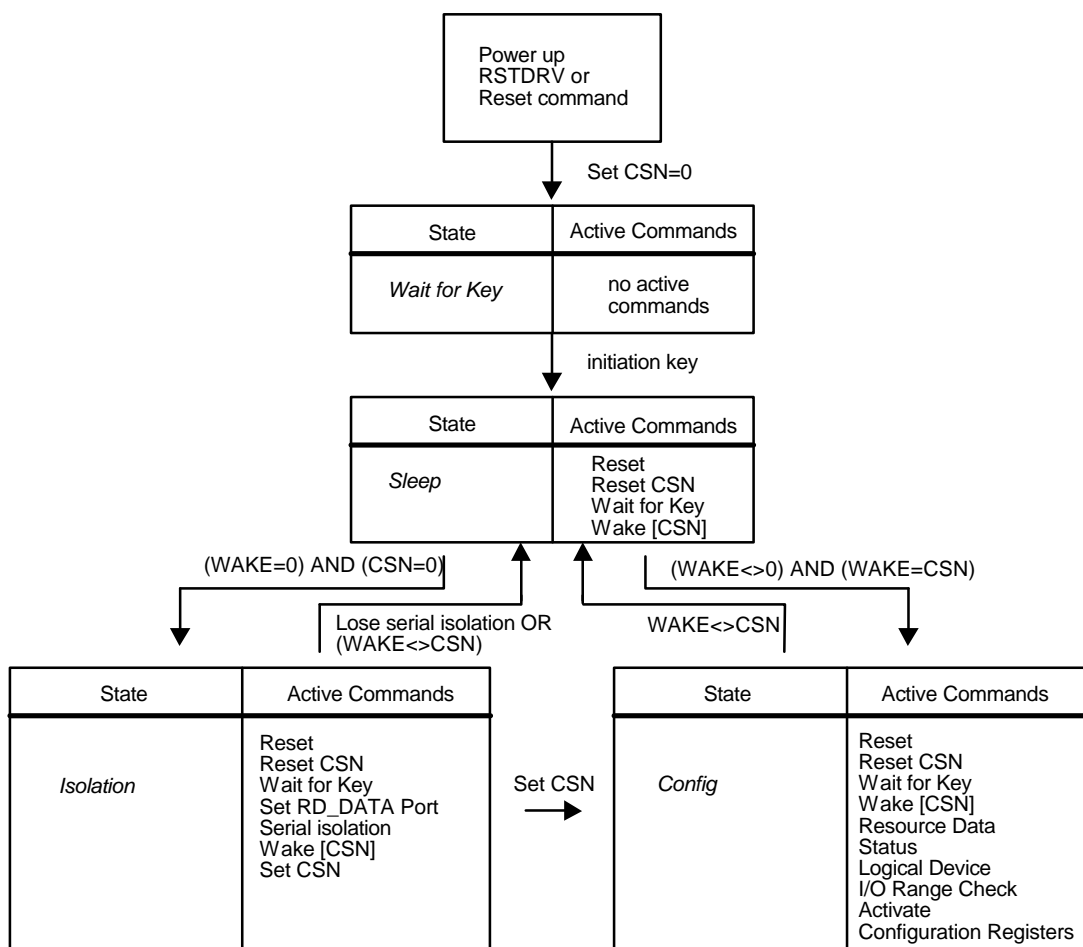 Power up
RSTDRV or
Reset command
Set CSN=0
State
Active Commands
Wait for Key
no active
commands
initiation key
State
Active Commands
Sleep
Reset
Reset CSN
Wait for Key
Wake [CSN]
(WAKE=0) AND (CSN=0)
(WAKE<>0) AND (WAKE=CSN)
Lose serial isolation OR
(WAKE<>CSN)
WAKE<>CSN
State
Active Commands
Isolation
Reset
Reset CSN
Wait for Key
Set RD_DATA Port
Serial isolation
Wake [CSN]
Set CSN
Set CSN
State
Active Commands
Config
Reset
Reset CSN
Wait for Key
Wake [CSN]
Resource Data
Status
Logical Device
I/O Range Check
Activate
Configuration Registers